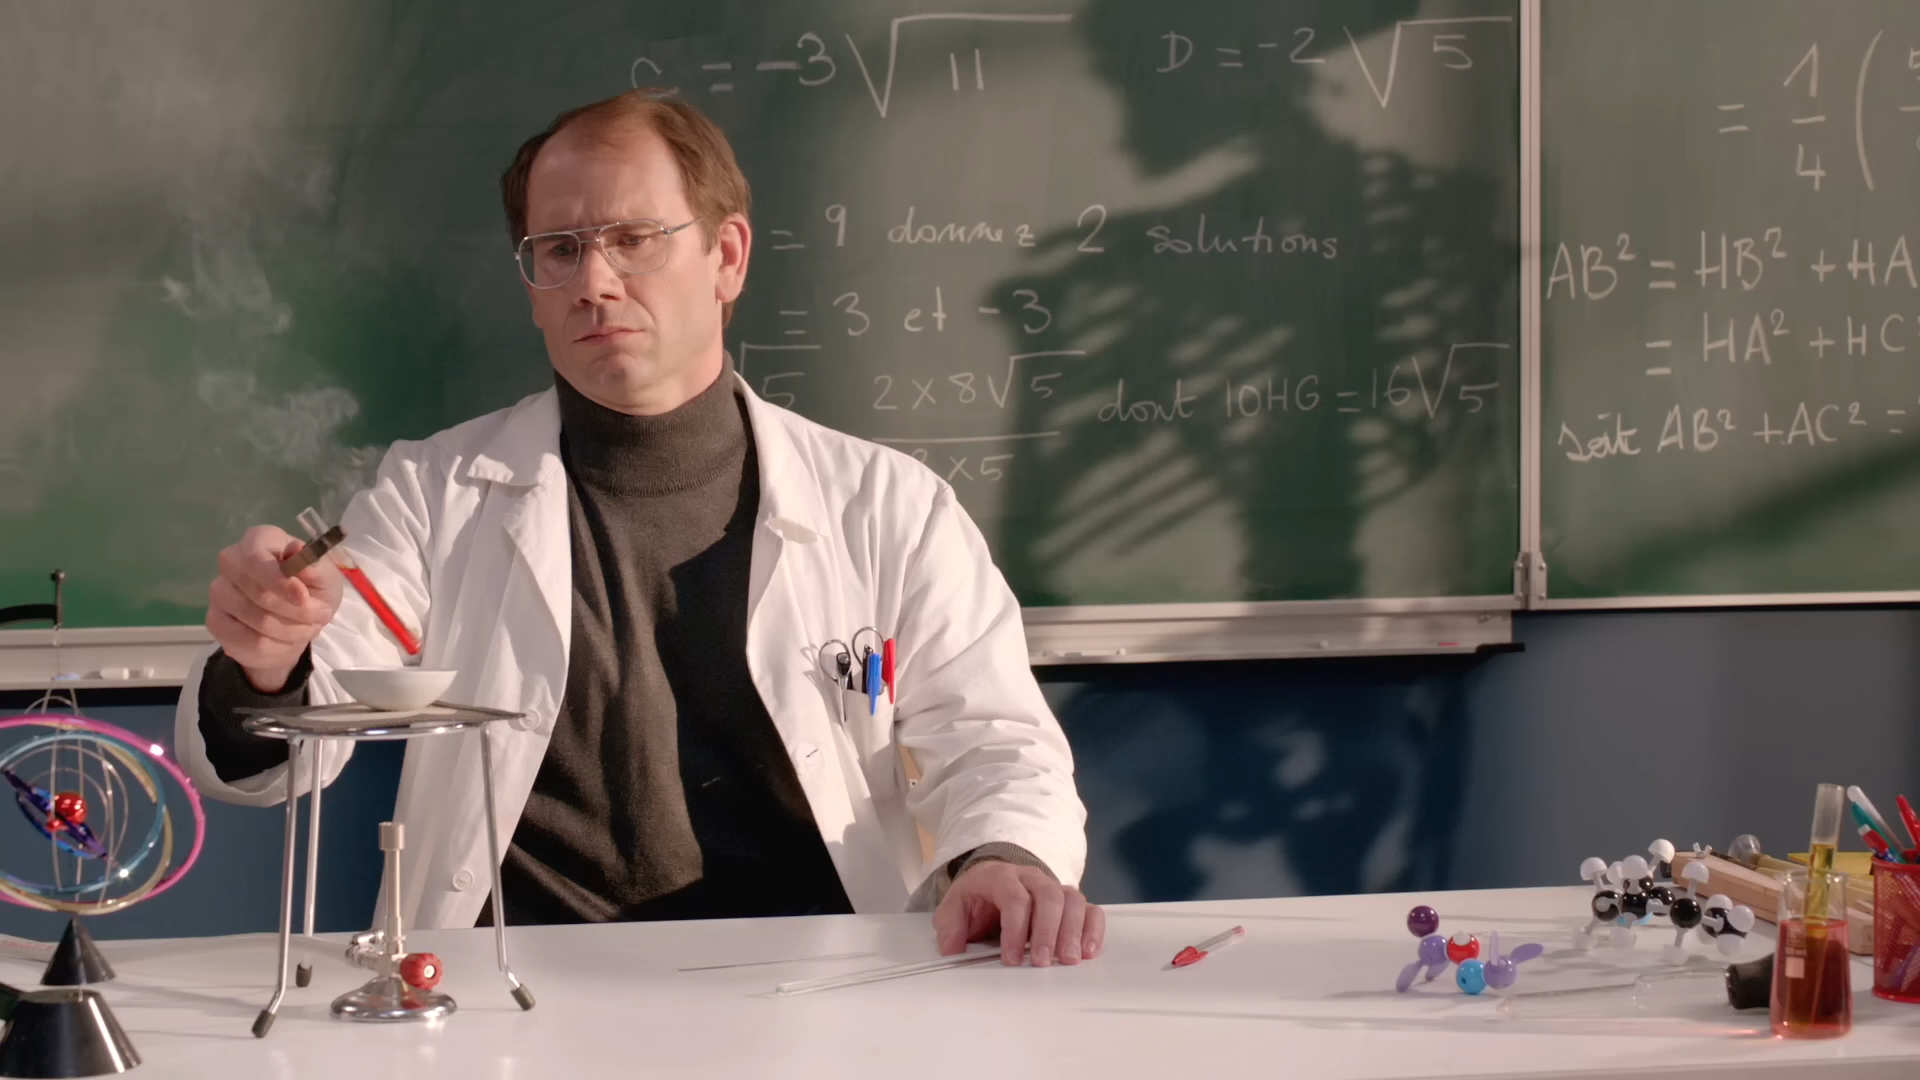 C = -3√11
D = -2√5
= 9 donnez 2 solutions
= 3 et -3
√5
2×8√5 dont 10HG = 16√5
×5
= 1/4 (
AB² = HB² + HA
= HA² + HC
soit AB² + AC² =